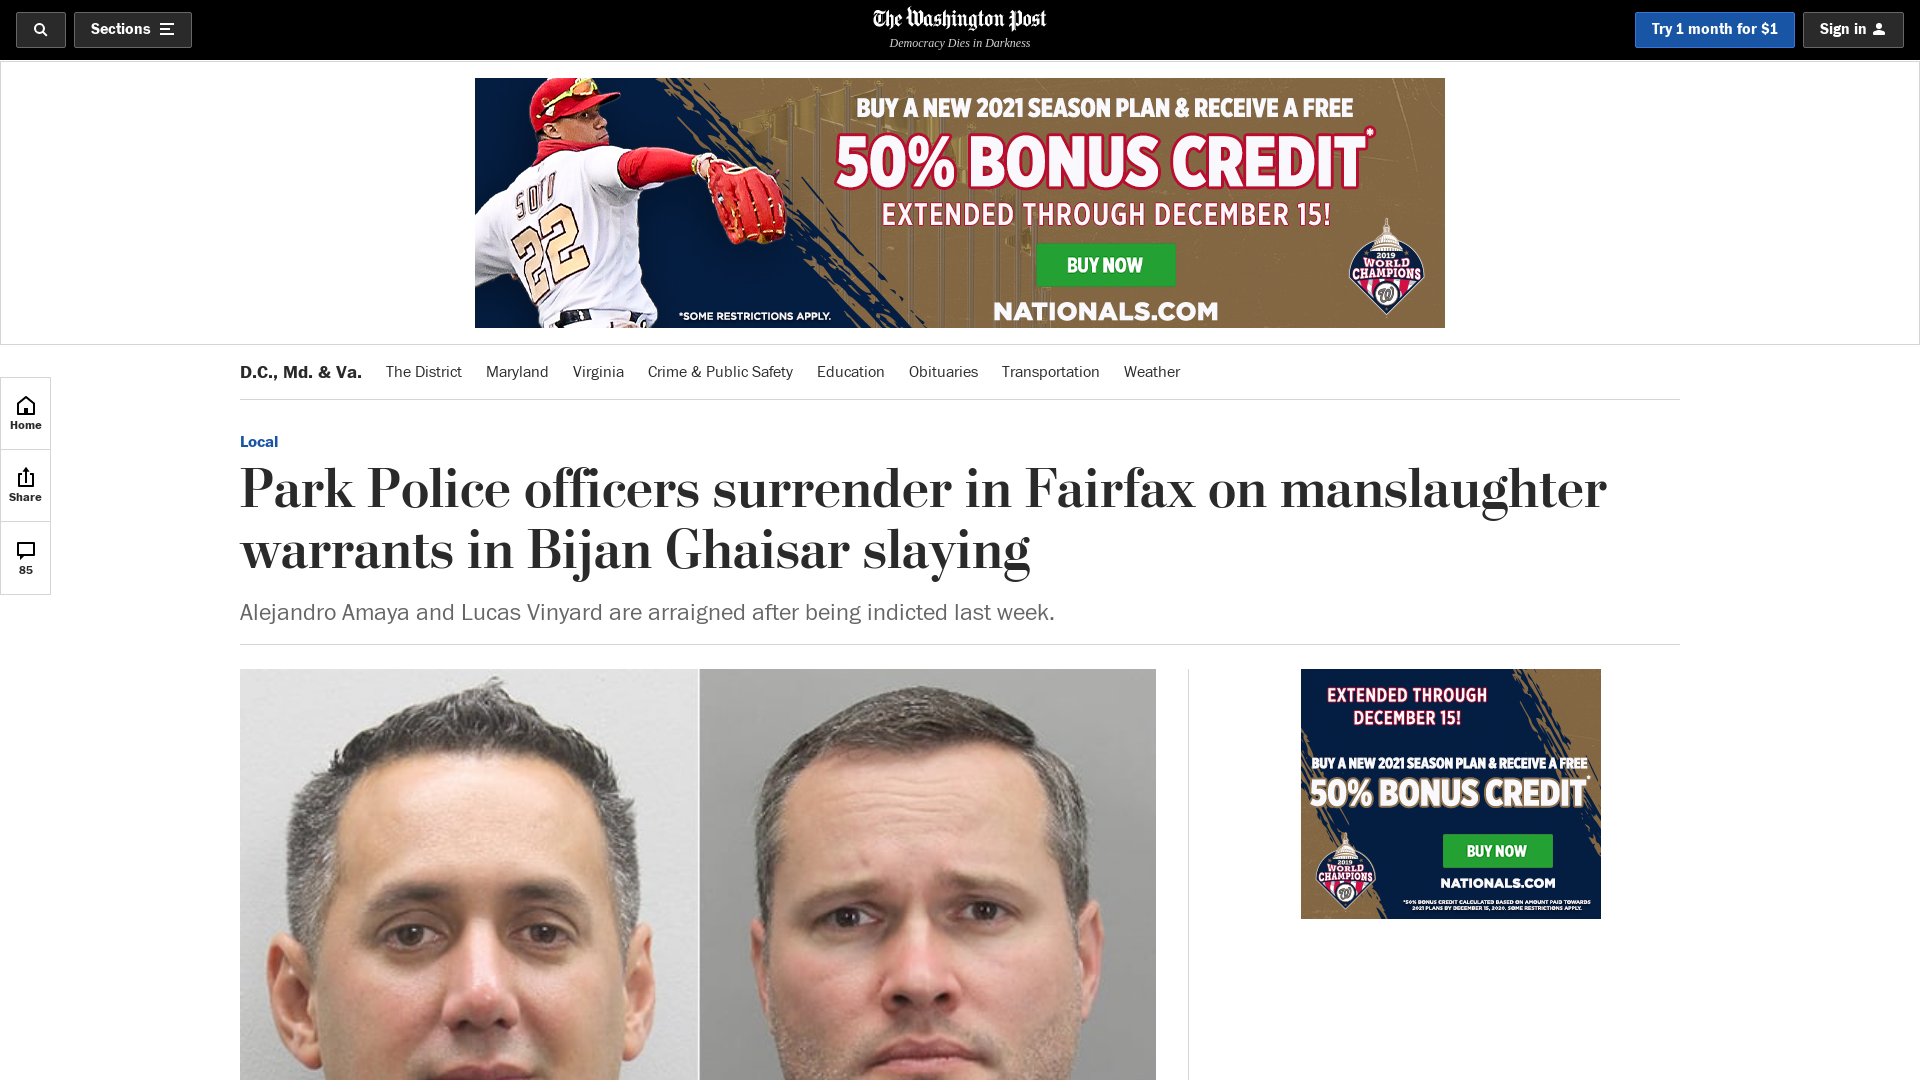 Sections
The Washington Post
Democracy Dies in Darkness
Try 1 month for $1
Sign in
BUY A NEW 2021 SEASON PLAN & RECEIVE A FREE
50% BONUS CREDIT*
EXTENDED THROUGH DECEMBER 15!
BUY NOW
NATIONALS.COM
*SOME RESTRICTIONS APPLY.
22
2019
WORLD
CHAMPIONS
W
D.C., Md. & Va.
The District
Maryland
Virginia
Crime & Public Safety
Education
Obituaries
Transportation
Weather
Home
Share
85
Local
Park Police officers surrender in Fairfax on manslaughter
warrants in Bijan Ghaisar slaying
Alejandro Amaya and Lucas Vinyard are arraigned after being indicted last week.
EXTENDED THROUGH
DECEMBER 15!
BUY A NEW 2021 SEASON PLAN & RECEIVE A FREE
50% BONUS CREDIT*
BUY NOW
2019
WORLD
CHAMPIONS
W
NATIONALS.COM
*50% BONUS CREDIT CALCULATED BASED ON AMOUNT PAID TOWARDS
2021 PLANS BY DECEMBER 15, 2020. SOME RESTRICTIONS APPLY.